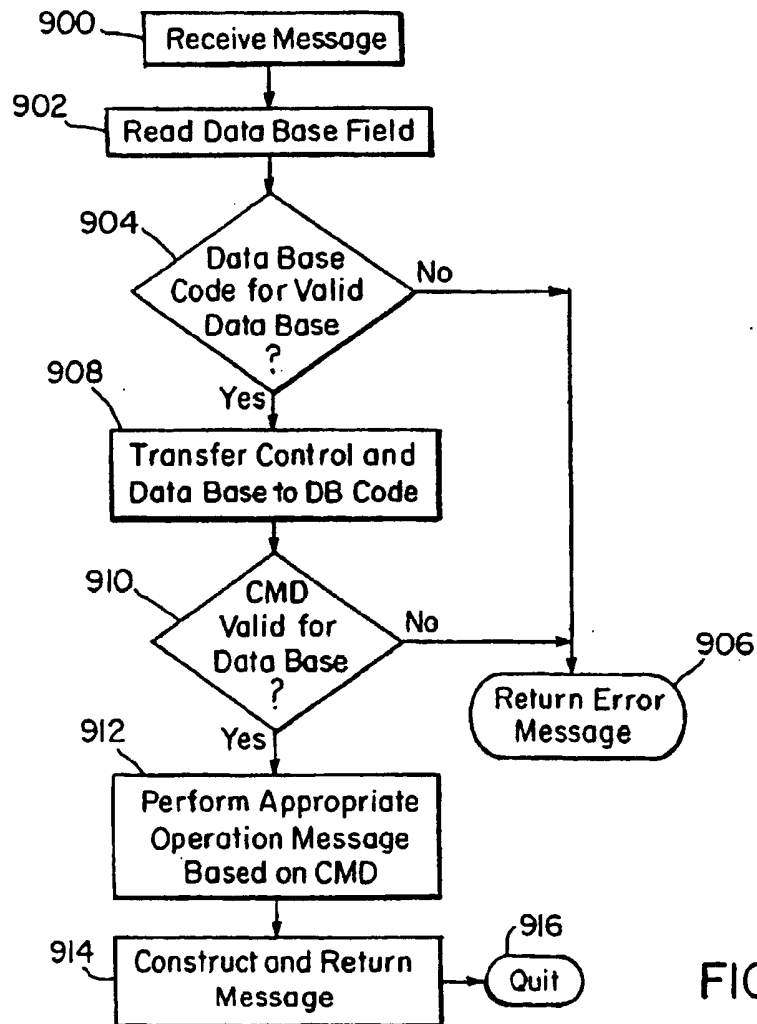 900
Receive Message
902
Read Data Base Field
904
Data Base
Code for Valid
Data Base
?
No
Yes
908
Transfer Control and
Data Base to DB Code
910
CMD
Valid for
Data Base
?
No
906
Return Error
Message
Yes
912
Perform Appropriate
Operation Message
Based on CMD
914
Construct and Return
Message
916
Quit